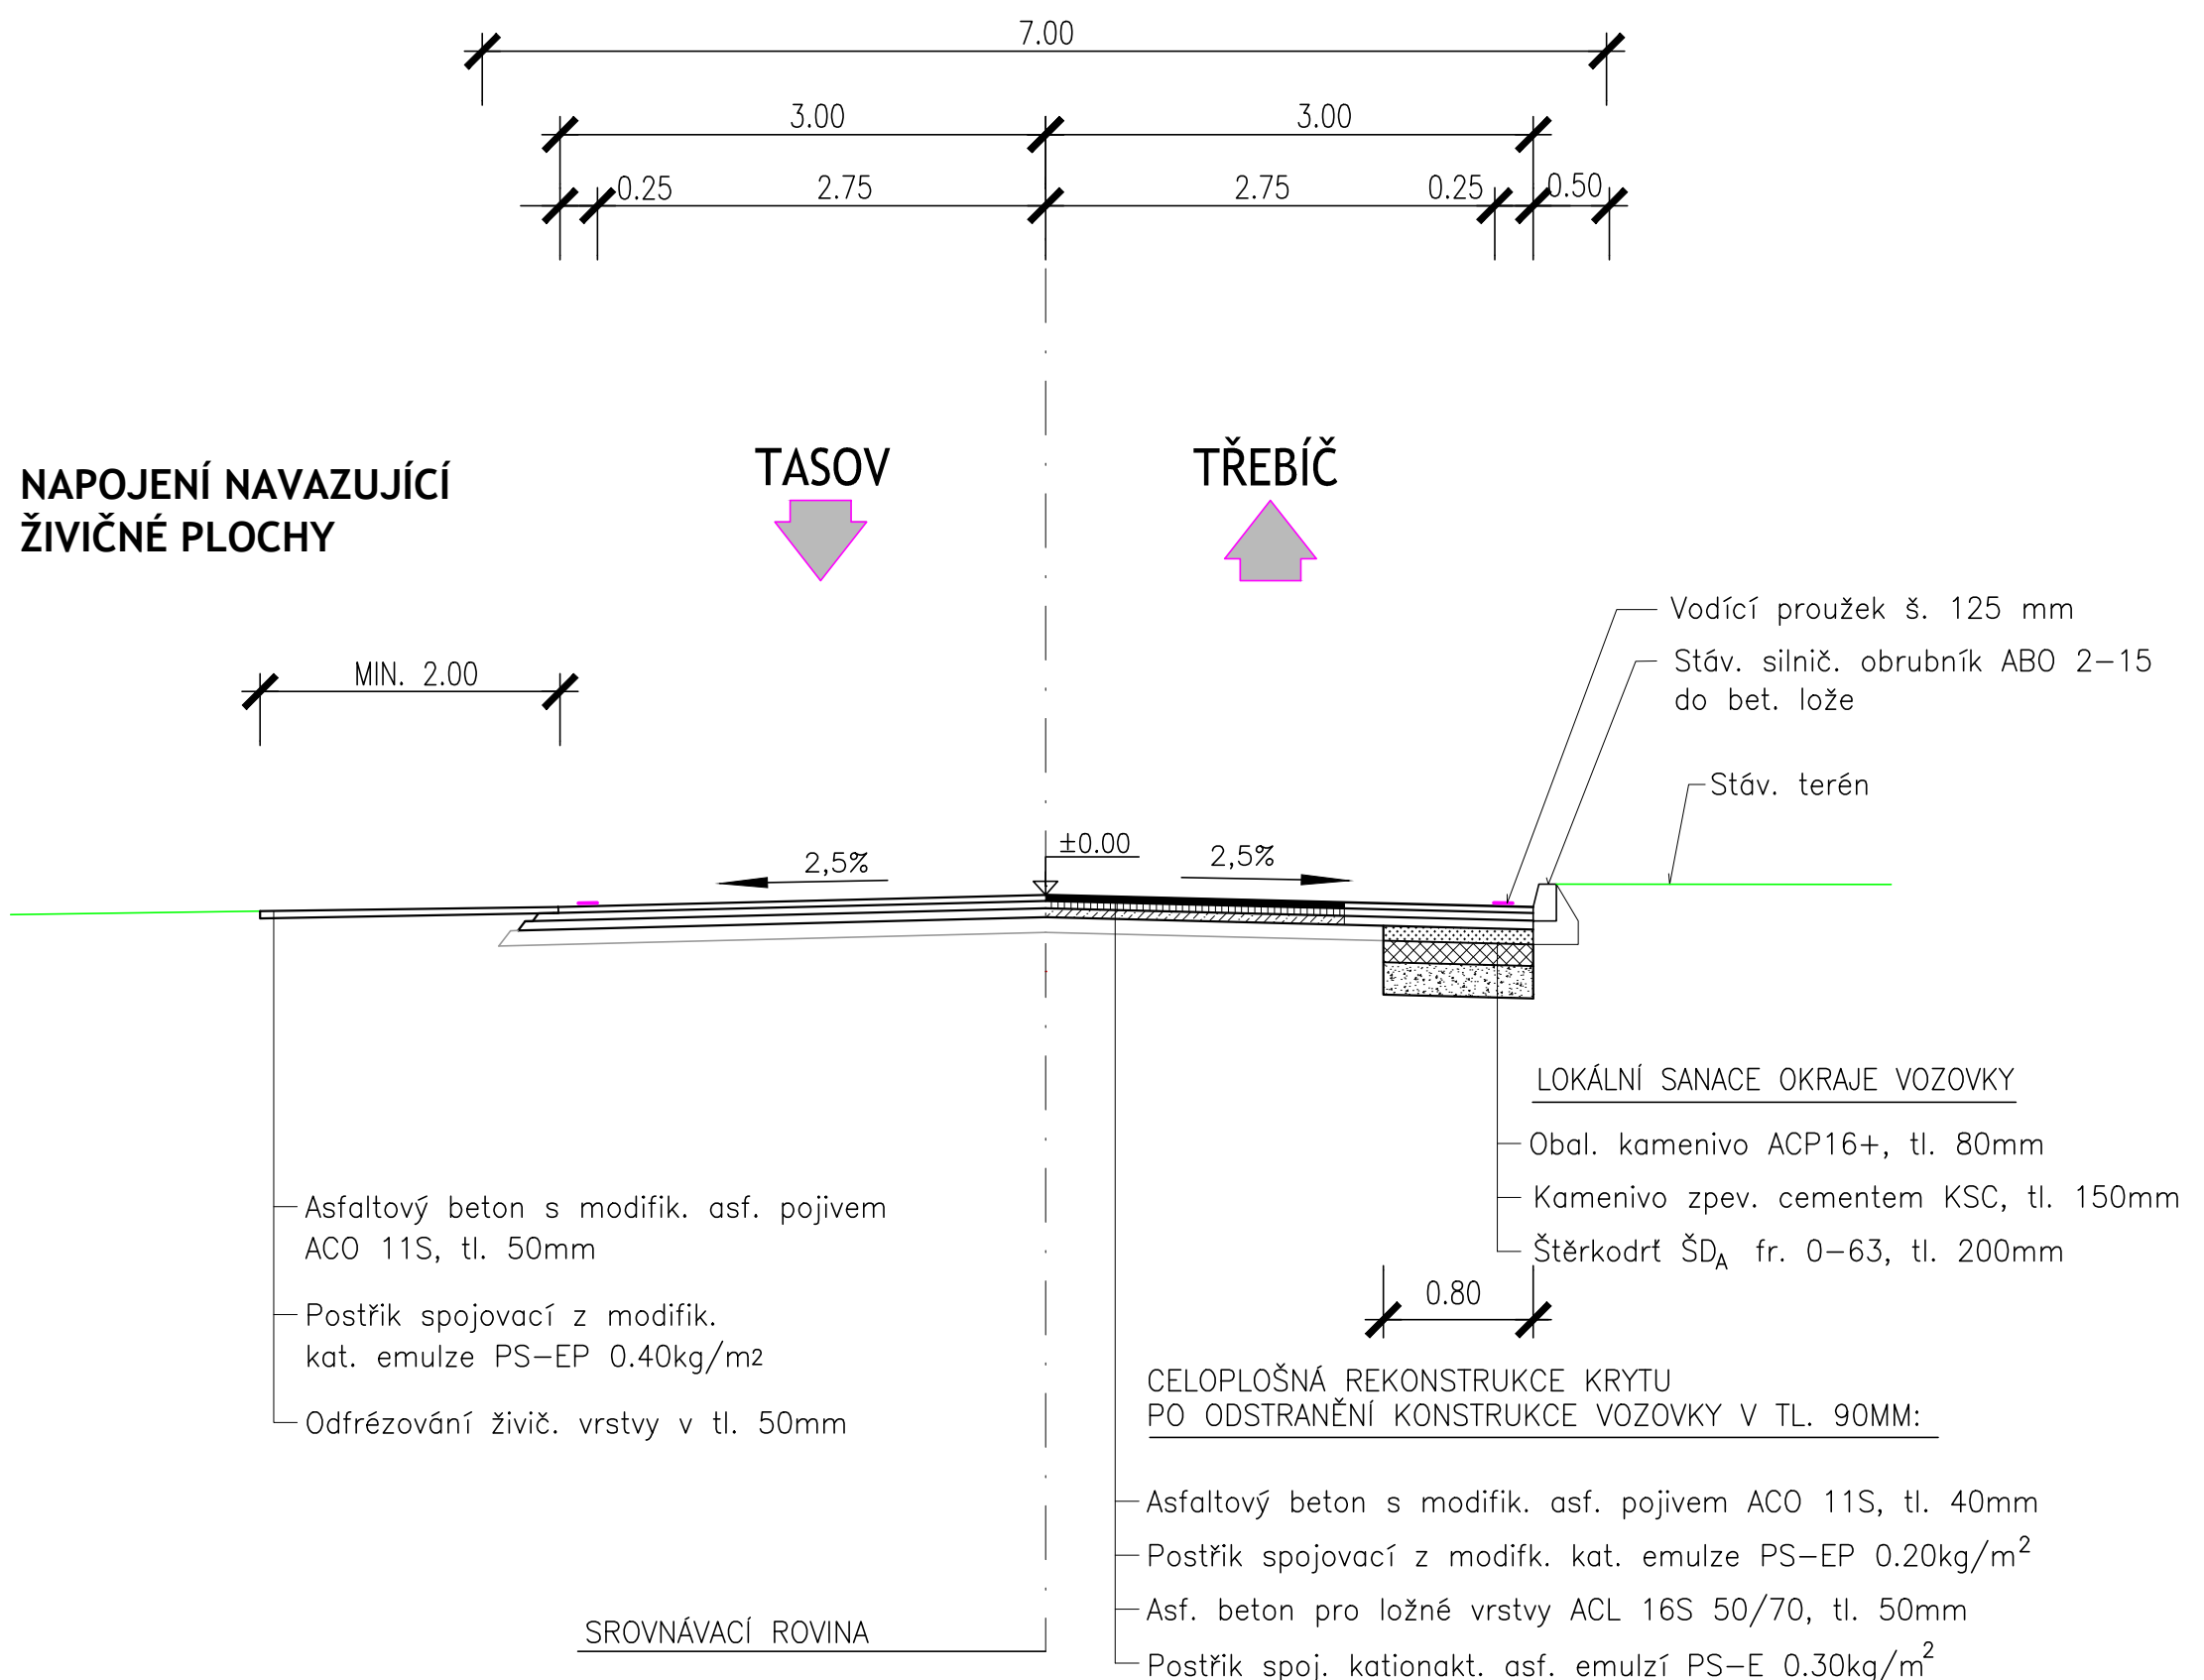 7.00
3.00
3.00
0.25
2.75
2.75
0.25
0.50
NAPOJENÍ NAVAZUJÍCÍ
ŽIVIČNÉ PLOCHY
TASOV
TŘEBÍČ
Vodící proužek š. 125 mm
Stáv. silnič. obrubník ABO 2-15
do bet. lože
MIN. 2.00
Stáv. terén
±0.00
2,5%
2,5%
LOKÁLNÍ SANACE OKRAJE VOZOVKY
Obal. kamenivo ACP16+, tl. 80mm
Kamenivo zpev. cementem KSC, tl. 150mm
Štěrkodrť ŠDA fr. 0-63, tl. 200mm
0.80
Asfaltový beton s modifik. asf. pojivem
ACO 11S, tl. 50mm
Postřik spojovací z modifik.
kat. emulze PS-EP 0.40kg/m2
Odfrézování živič. vrstvy v tl. 50mm
CELOPLOŠNÁ REKONSTRUKCE KRYTU
PO ODSTRANĚNÍ KONSTRUKCE VOZOVKY V TL. 90MM:
Asfaltový beton s modifik. asf. pojivem ACO 11S, tl. 40mm
Postřik spojovací z modifk. kat. emulze PS-EP 0.20kg/m²
Asf. beton pro ložné vrstvy ACL 16S 50/70, tl. 50mm
Postřik spoj. kationakt. asf. emulzí PS-E 0.30kg/m²
SROVNÁVACÍ ROVINA